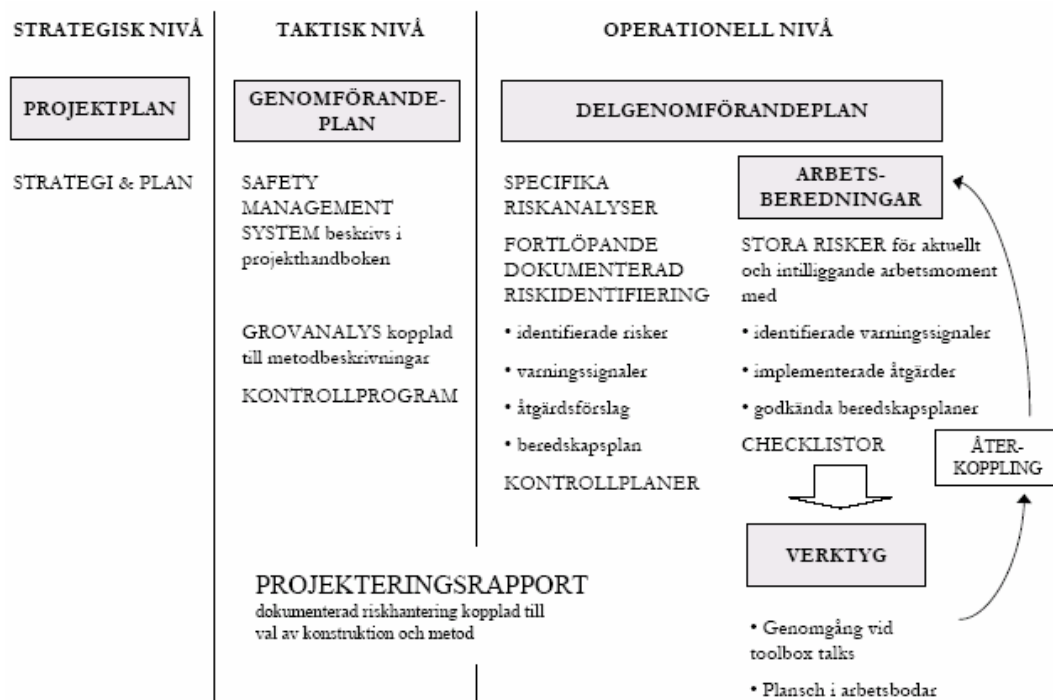 STRATEGISK NIVÅ
TAKTISK NIVÅ
OPERATIONELL NIVÅ
PROJEKTPLAN
GENOMFÖRANDE-
PLAN
DELGENOMFÖRANDEPLAN
STRATEGI & PLAN
SAFETY
MANAGEMENT
SYSTEM beskrivs i
projekthandboken
GROVANALYS kopplad
till metodbeskrivningar
KONTROLLPROGRAM
SPECIFIKA
RISKANALYSER
FORTLÖPANDE
DOKUMENTERAD
RISKIDENTIFIERING
• identifierade risker
• varningssignaler
• åtgärdsförslag
• beredskapsplan
KONTROLLPLANER
ARBETS-
BEREDNINGAR
STORA RISKER för aktuellt
och intilliggande arbetsmoment
med
• identifierade varningssignaler
• implementerade åtgärder
• godkända beredskapsplaner
CHECKLISTOR
ÅTER-
KOPPLING
VERKTYG
• Genomgång vid
toolbox talks
• Plansch i arbetsbodar
PROJEKTERINGSRAPPORT
dokumenterad riskhantering kopplad till
val av konstruktion och metod